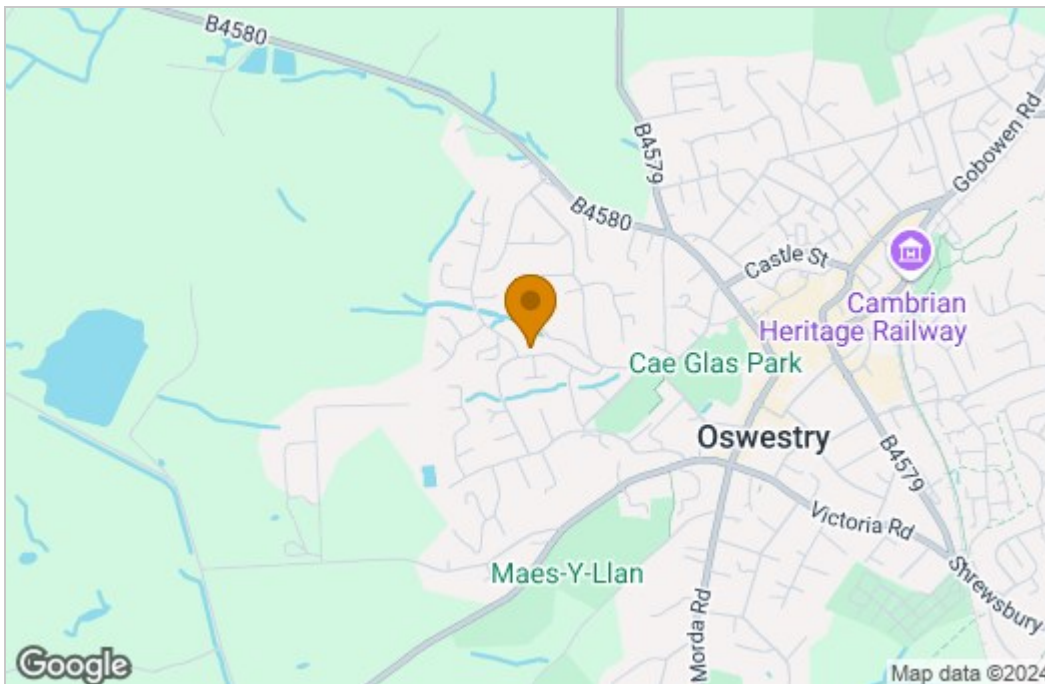 B4580
B4579
Gobowen Rd
B4580
Castle St
Cambrian
Heritage Railway
Cae Glas Park
Oswestry
B4579
Victoria Rd
Maes-Y-Llan
Shrewsbury
Morda Rd
Google
Map data ©2024